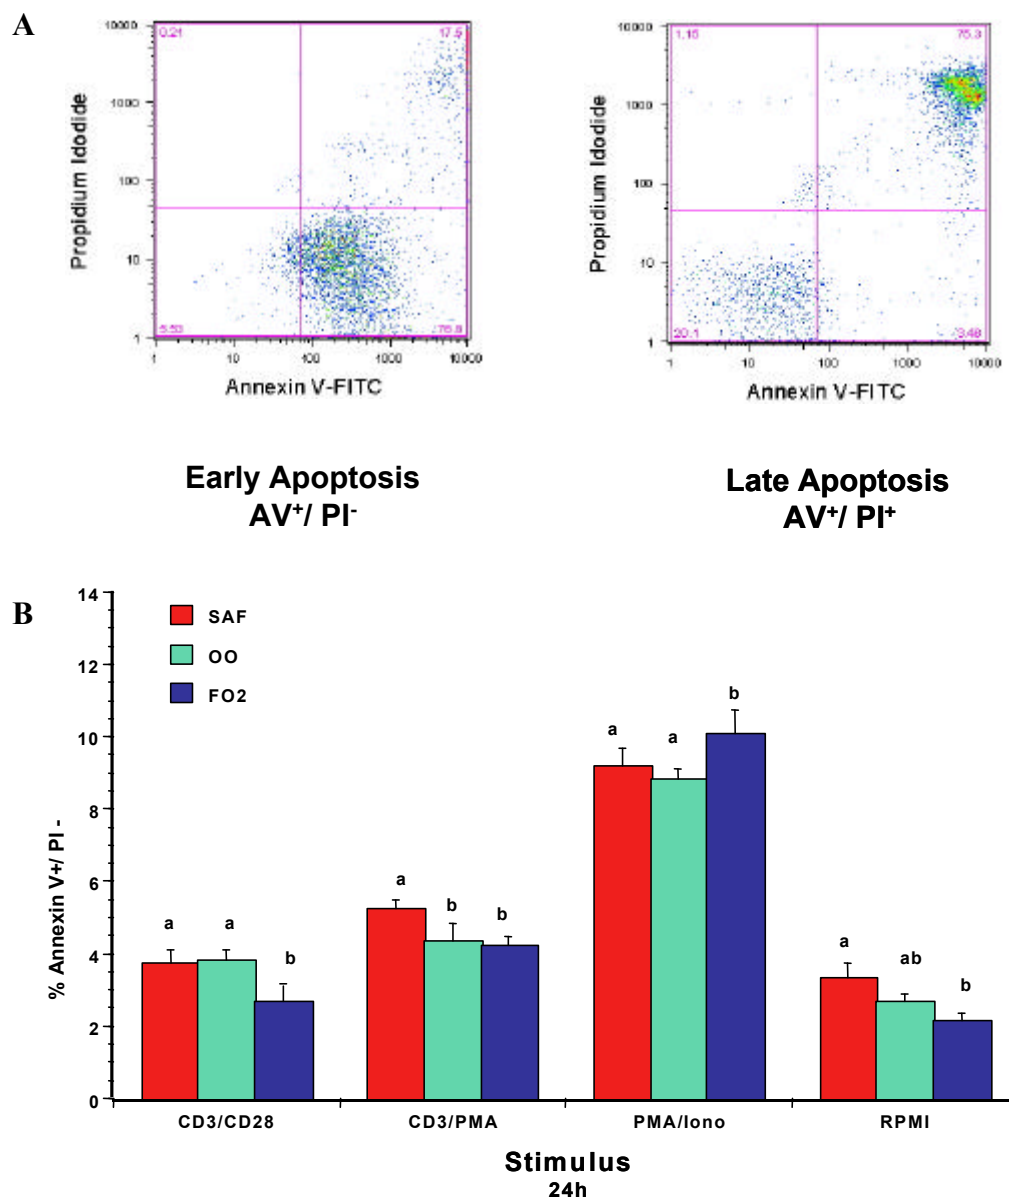 A
10000
1000
100
10
1
0.21
17.5
5.53
76.8
Propidium Idodide
1
10
100
1000
10000
Annexin V-FITC
10000
1000
100
10
1
1.15
75.3
20.1
3.48
Propidium Idodide
1
10
100
1000
10000
Annexin V-FITC
Early Apoptosis
AV+/ PI-
Late Apoptosis
AV+/ PI+
B
14
12
10
8
6
4
2
0
% Annexin V+/ PI -
SAF
OO
FO2
a
a
b
a
b
b
a
a
b
a
ab
b
CD3/CD28
CD3/PMA
PMA/Iono
RPMI
Stimulus
24h